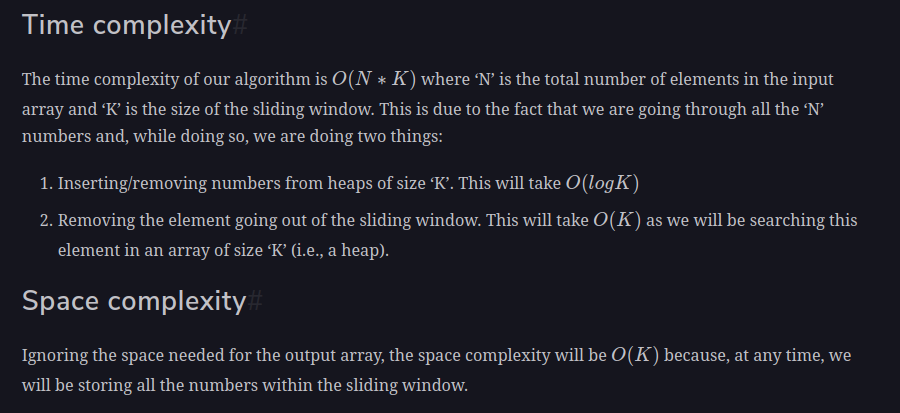 Time complexity#
The time complexity of our algorithm is O(N * K) where ‘N’ is the total number of elements in the input
array and ‘K’ is the size of the sliding window. This is due to the fact that we are going through all the ‘N’
numbers and, while doing so, we are doing two things:
1. Inserting/removing numbers from heaps of size ‘K’. This will take O(logK)
2. Removing the element going out of the sliding window. This will take O(K) as we will be searching this
element in an array of size ‘K’ (i.e., a heap).
Space complexity#
Ignoring the space needed for the output array, the space complexity will be O(K) because, at any time, we
will be storing all the numbers within the sliding window.